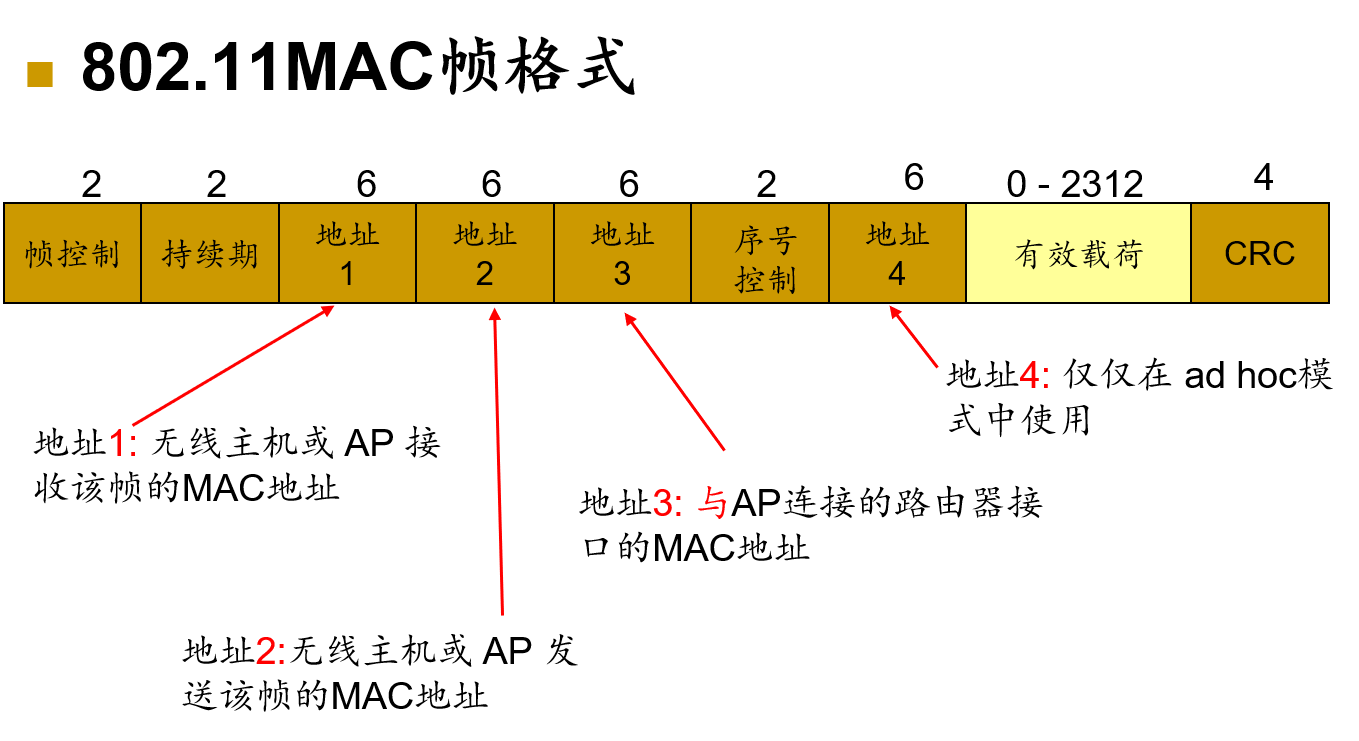 802.11MAC帧格式
2 2 6 6 6 2 6 0 - 2312 4
帧控制 持续期 地址 1 地址 2 地址 3 序号 控制 地址 4 有效载荷 CRC
地址4: 仅仅在 ad hoc模
式中使用
地址1: 无线主机或 AP 接
收该帧的MAC地址
地址3: 与AP连接的路由器接
口的MAC地址
地址2:无线主机或 AP 发
送该帧的MAC地址